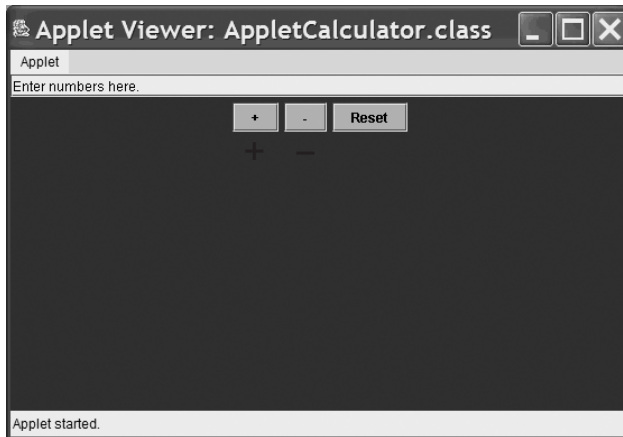 Applet Viewer: AppletCalculator.class
Applet
Enter numbers here.
+ - Reset
+ −
Applet started.